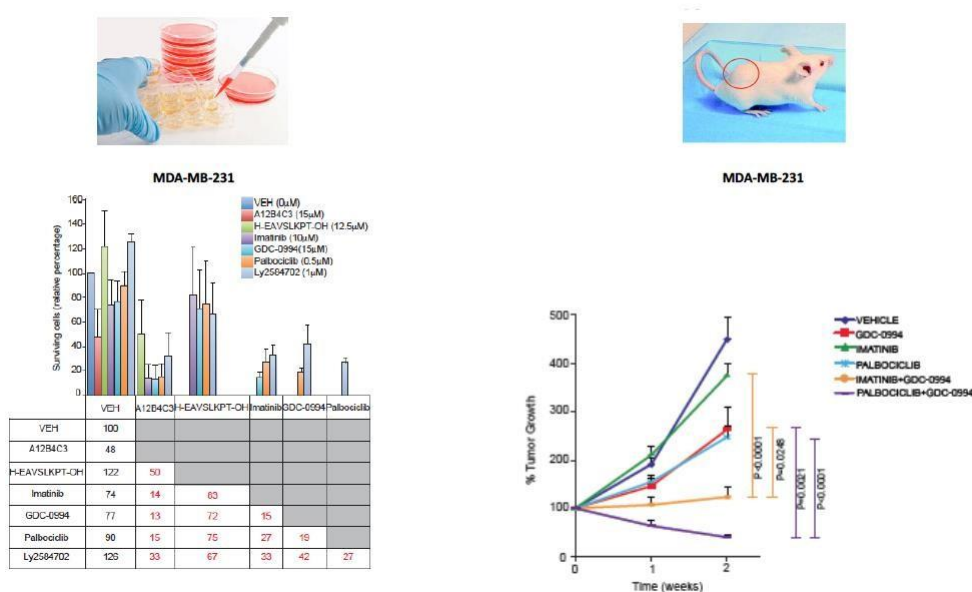 MDA-MB-231
Surviving cells (relative percentage)
160
140
120
100
80
60
40
20
0
VEH (0μM)
A12B4C3 (15μM)
H-EAVSLKPT-OH (12.5μM)
Imatinib (10μM)
GDC-0994(15μM)
Palbociclib (0,5μM)
Ly2584702 (1μM)
VEH A12B4C3 H-EAVSLKPT-OH Imatinib GDC-0994 Palbociclib
VEH 100
A12B4C3 48
H-EAVSLKPT-OH 122 50
Imatinib 74 14 83
GDC-0994 77 13 72 15
Palbociclib 90 15 75 27 19
Ly2584702 126 33 67 33 42 27
MDA-MB-231
% Tumor Growth
500
400
300
200
100
0
0 1 2
Time (weeks)
VEHICLE
GDC-0994
IMATINIB
PALBOCICLIB
IMATINIB+GDC-0994
PALBOCICLIB+GDC-0994
P<0.0001
P=0.0248
P=0.0021
P<0.0001